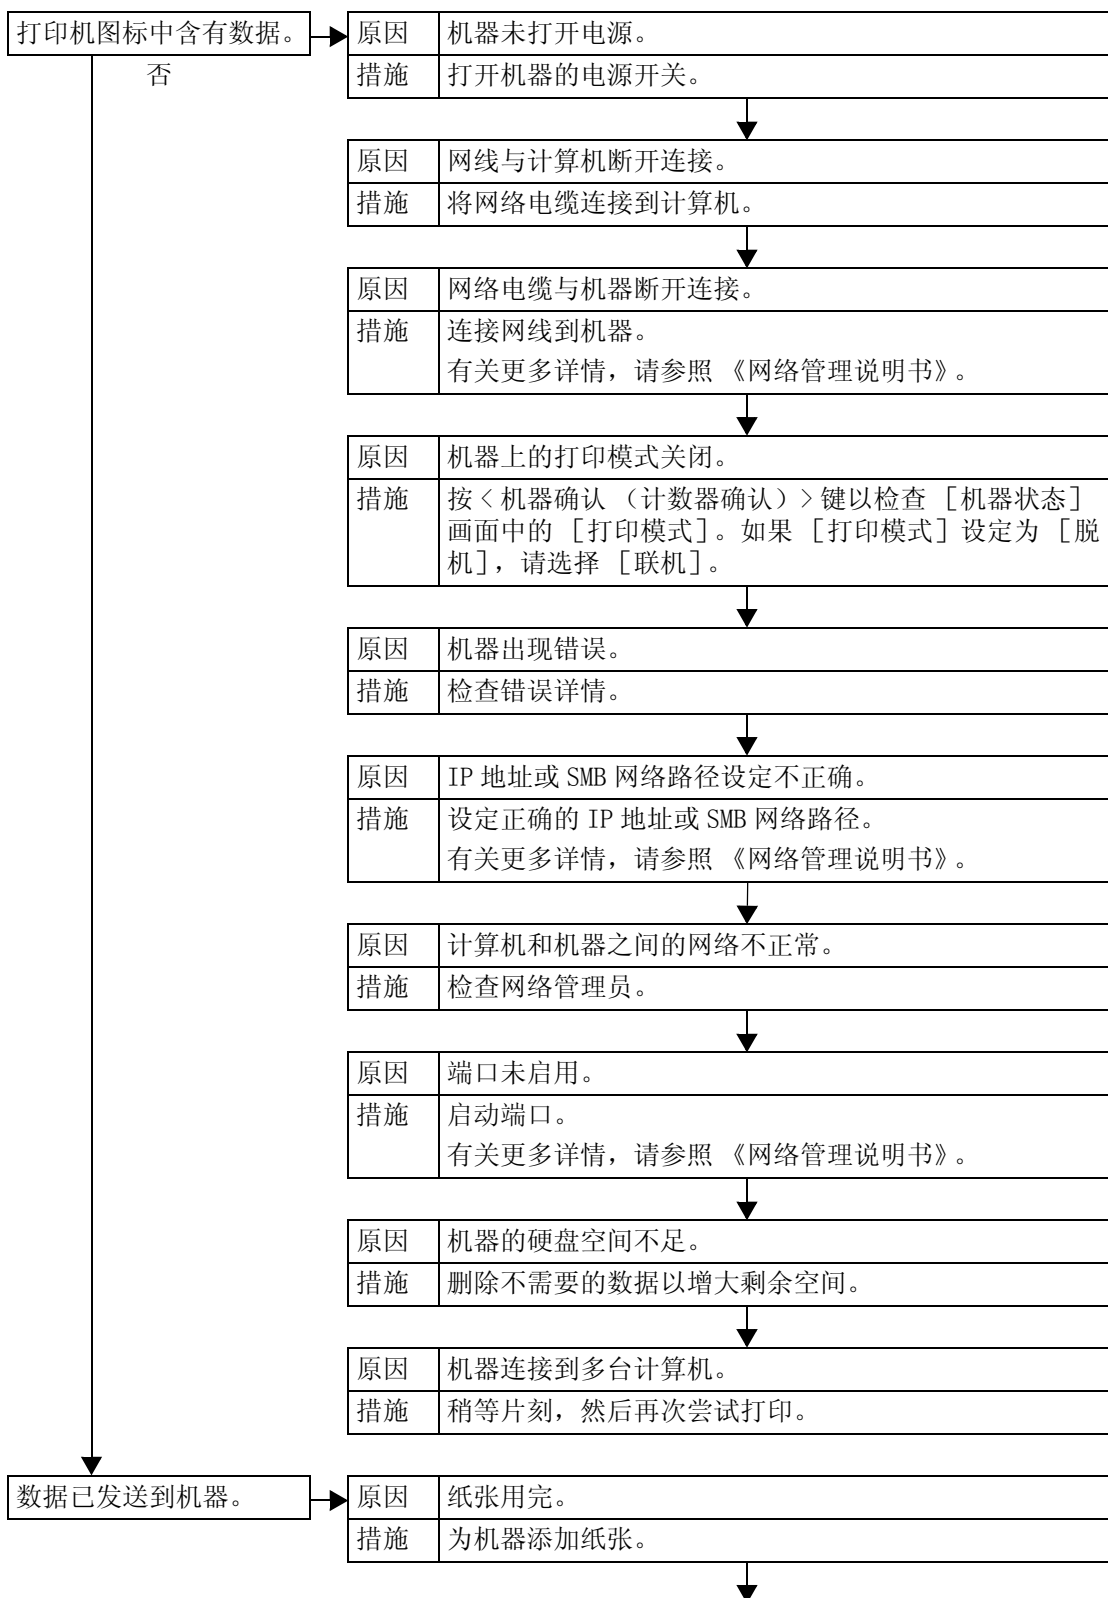 打印机图标中含有数据。
否
原因 机器未打开电源。
措施 打开机器的电源开关。
原因 网线与计算机断开连接。
措施 将网络电缆连接到计算机。
原因 网络电缆与机器断开连接。
措施 连接网线到机器。
有关更多详情，请参照 《网络管理说明书》。
原因 机器上的打印模式关闭。
措施 按 < 机器确认 （计数器确认）> 键以检查 ［机器状态］
画面中的 ［打印模式］。如果 ［打印模式］设定为 ［脱
机］，请选择 ［联机］。
原因 机器出现错误。
措施 检查错误详情。
原因 IP 地址或 SMB 网络路径设定不正确。
措施 设定正确的 IP 地址或 SMB 网络路径。
有关更多详情，请参照 《网络管理说明书》。
原因 计算机和机器之间的网络不正常。
措施 检查网络管理员。
原因 端口未启用。
措施 启动端口。
有关更多详情，请参照 《网络管理说明书》。
原因 机器的硬盘空间不足。
措施 删除不需要的数据以增大剩余空间。
原因 机器连接到多台计算机。
措施 稍等片刻，然后再次尝试打印。
数据已发送到机器。
原因 纸张用完。
措施 为机器添加纸张。